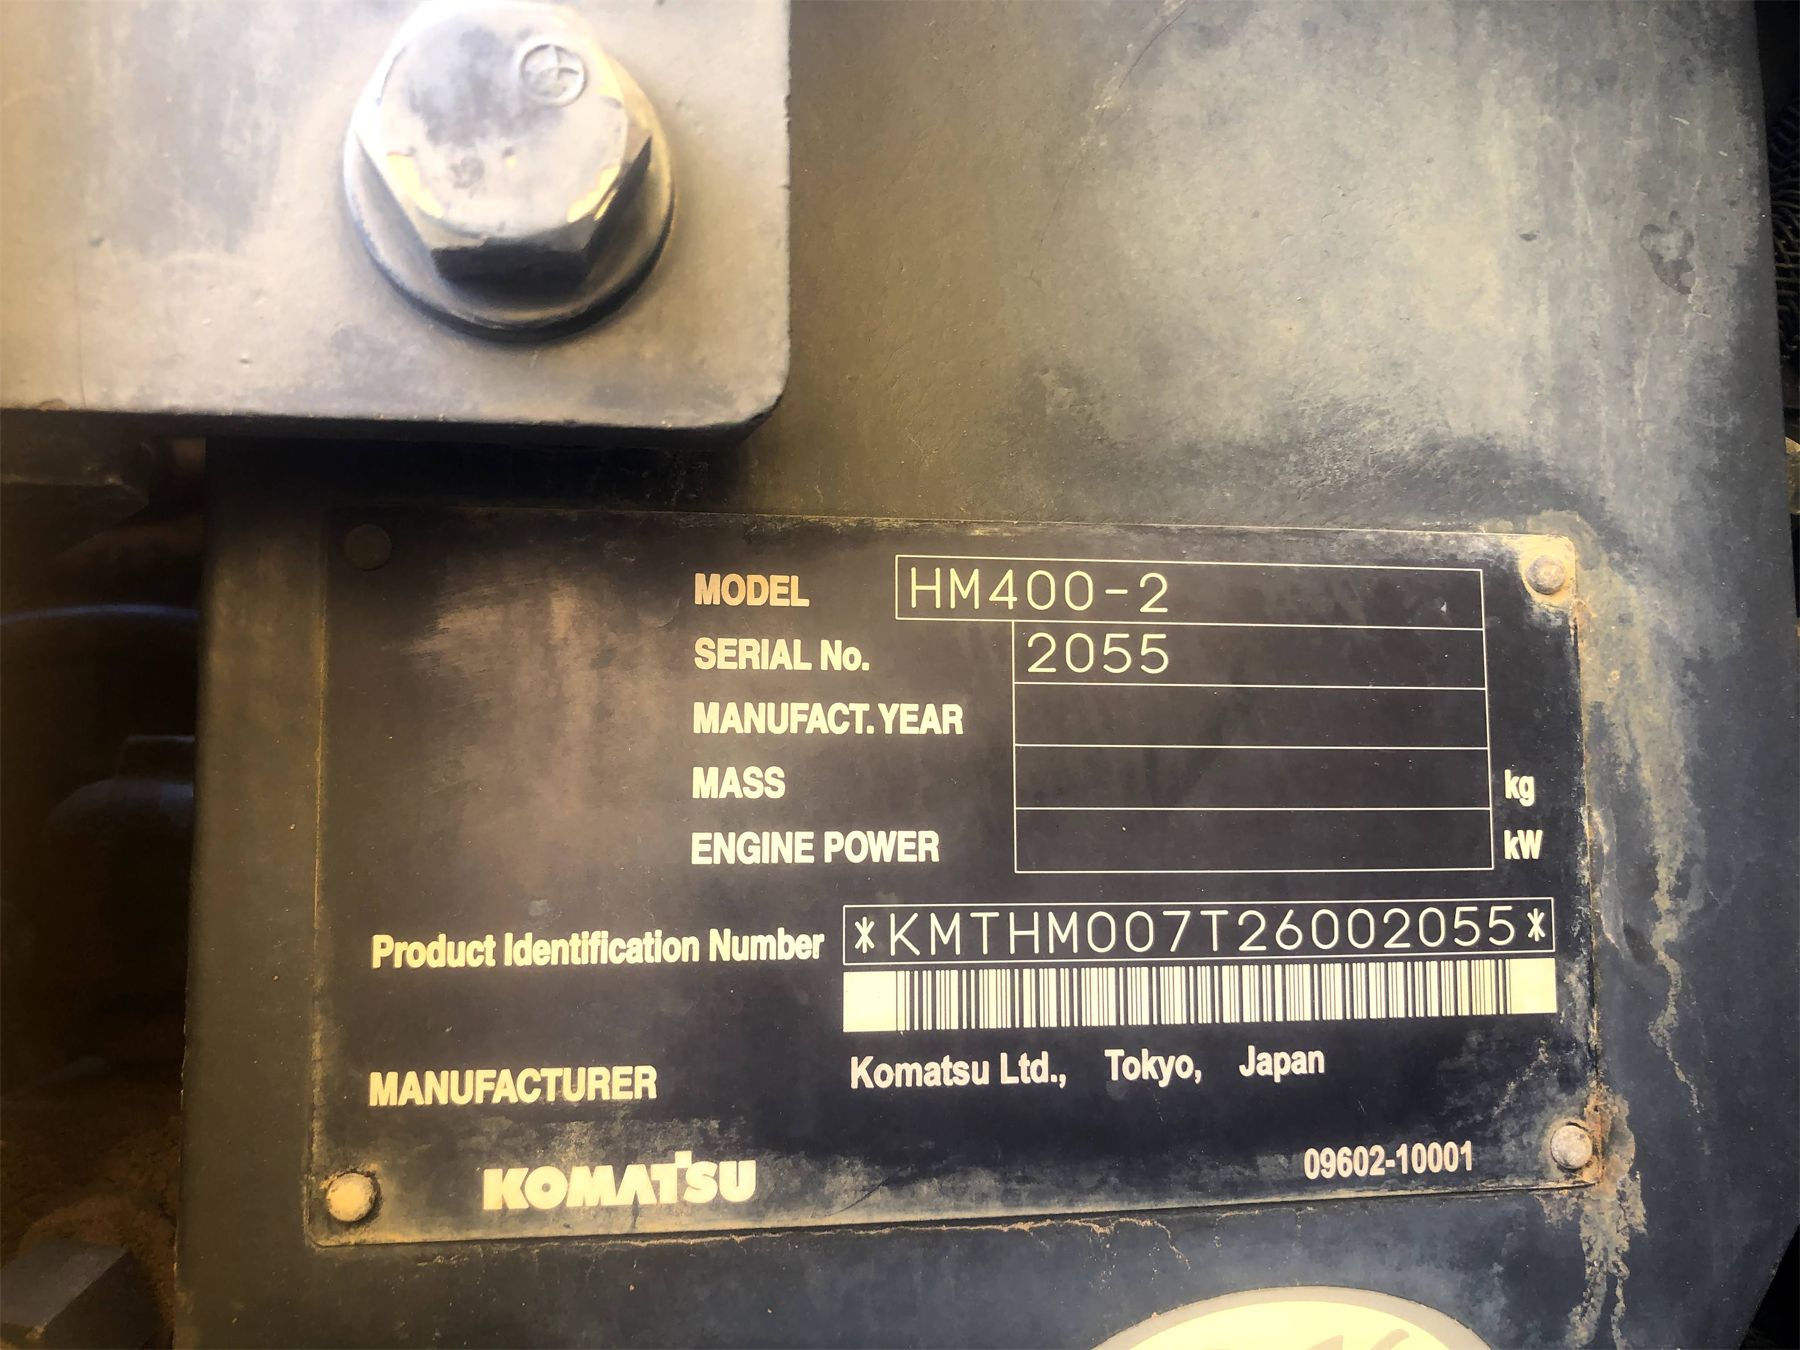 MODEL HM400-2
SERIAL No. 2055
MANUFACT. YEAR
MASS kg
ENGINE POWER kW
Product Identification Number *KMTHM007T26002055*
MANUFACTURER Komatsu Ltd., Tokyo, Japan
KOMATSU 09602-10001